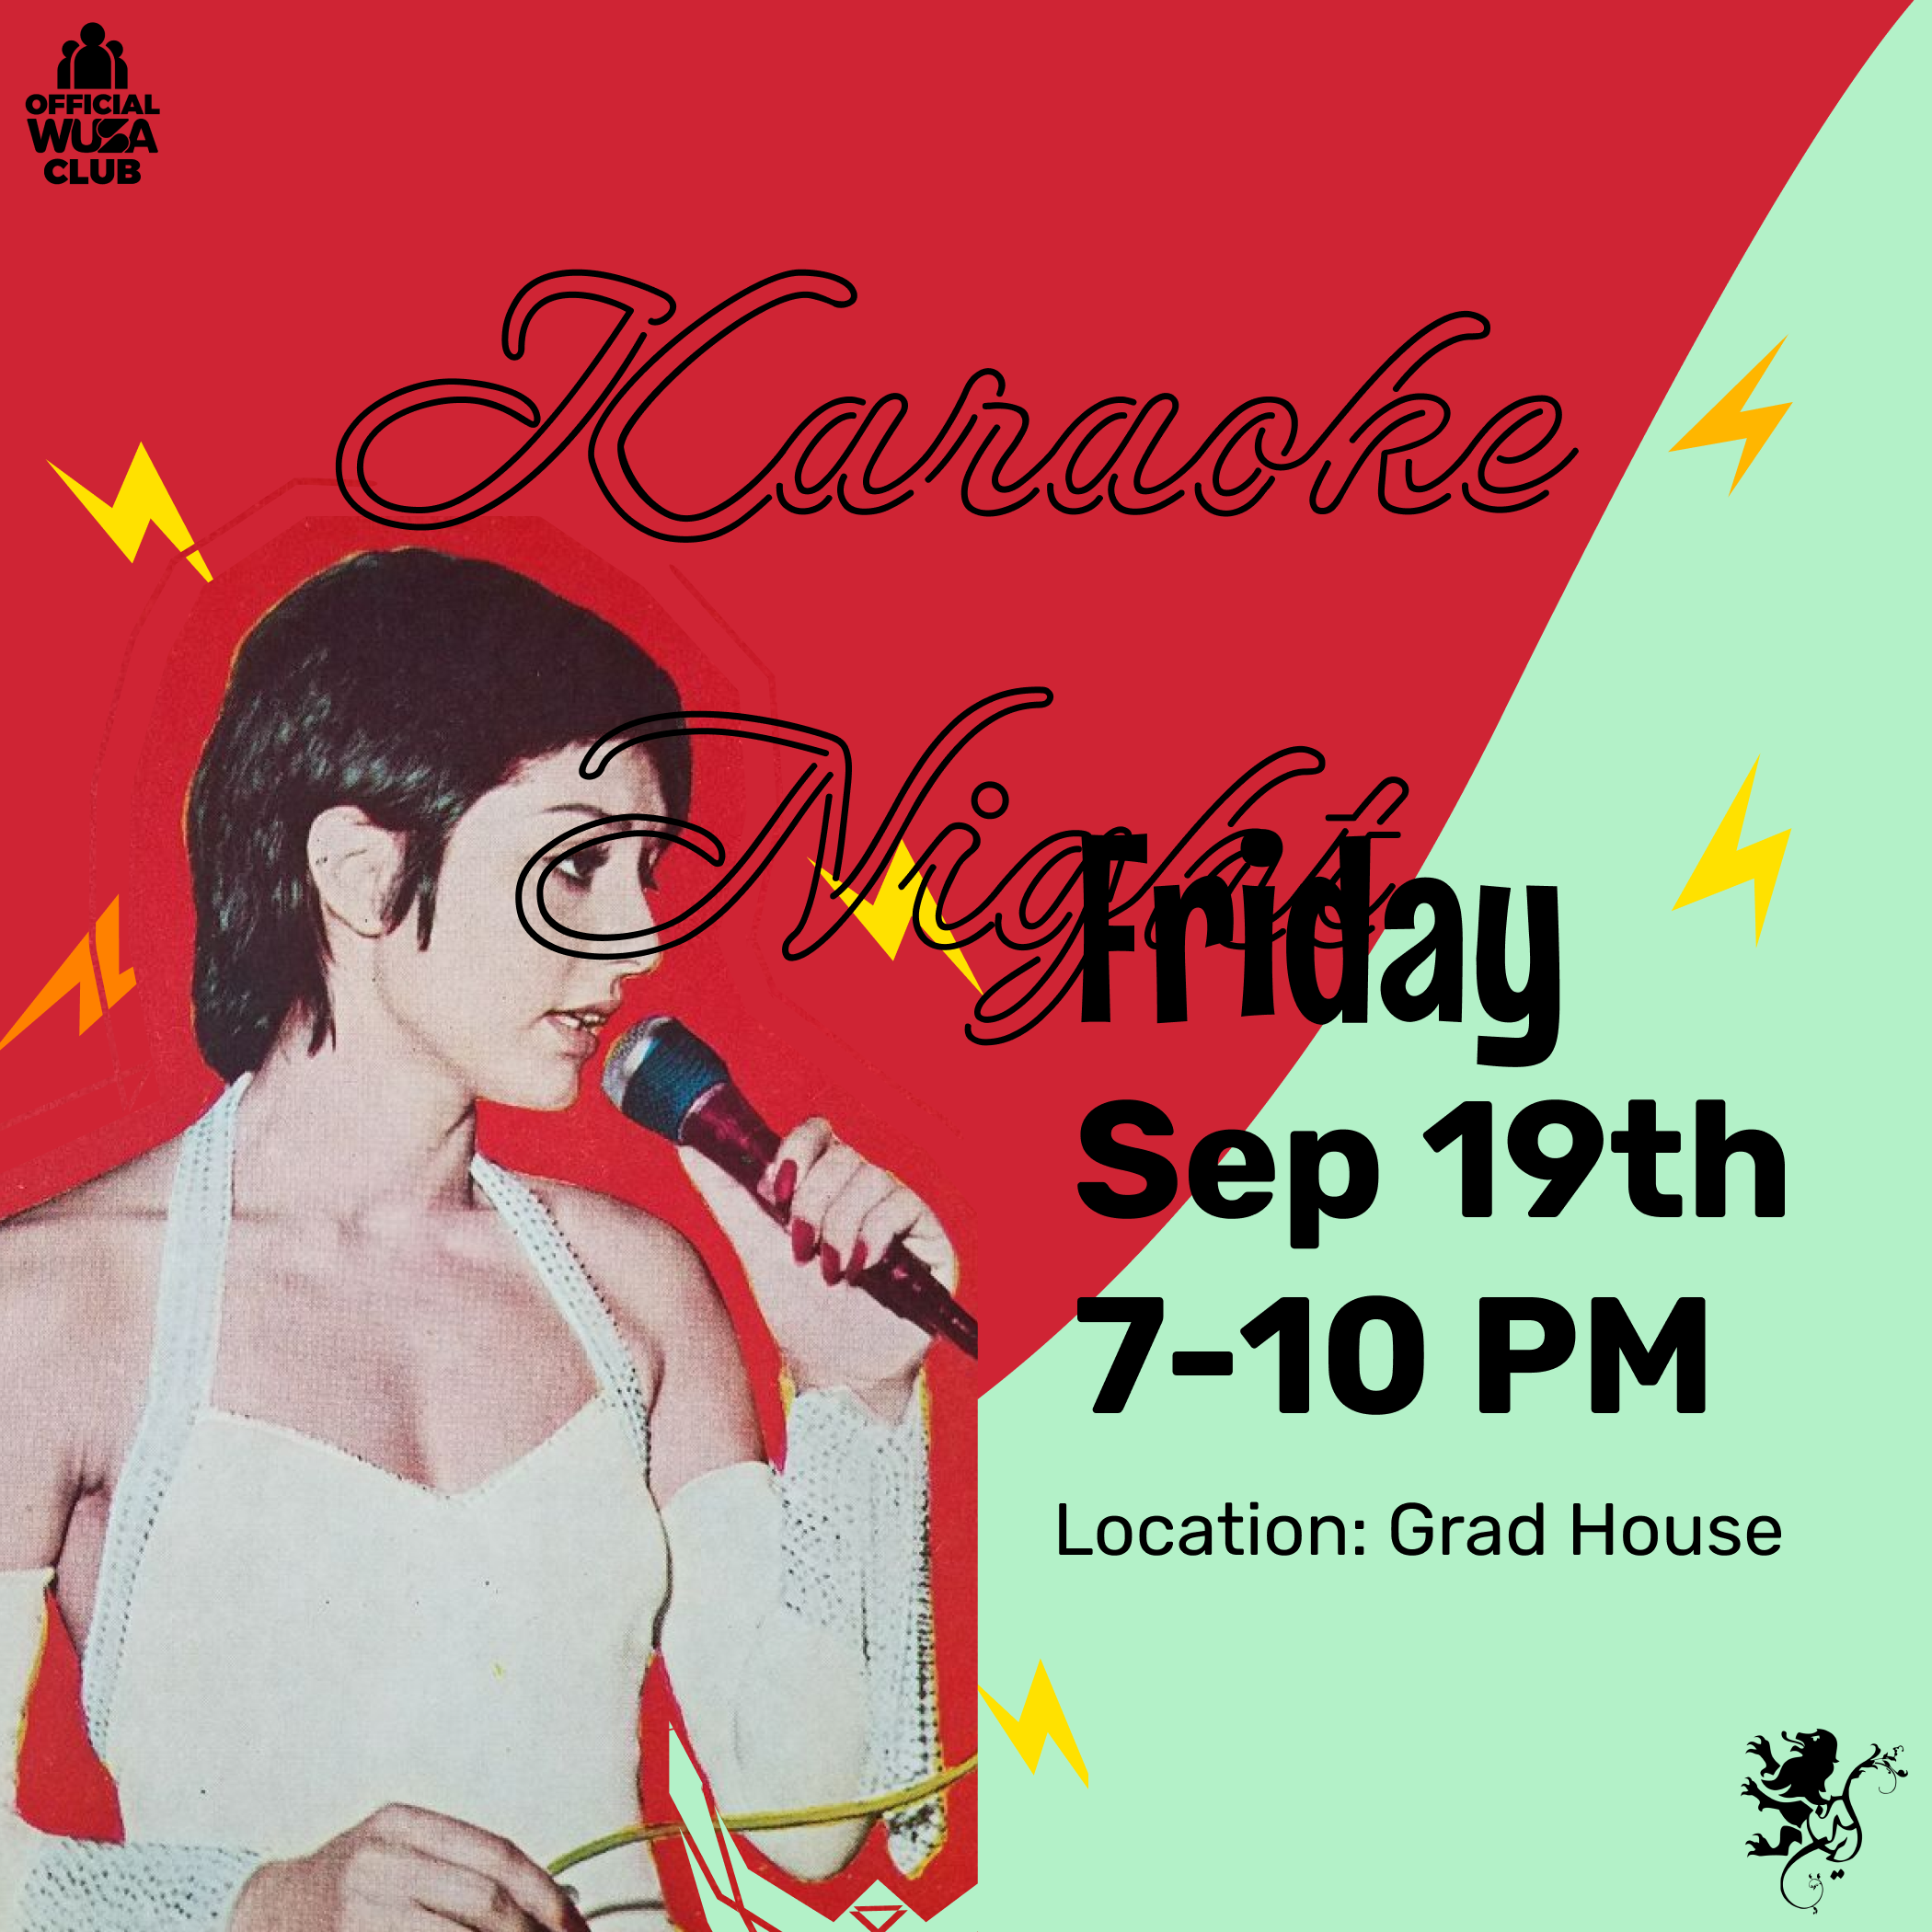 OFFICIAL
WUSA
CLUB
Karaoke
Night
Friday
Sep 19th
7-10 PM
Location: Grad House